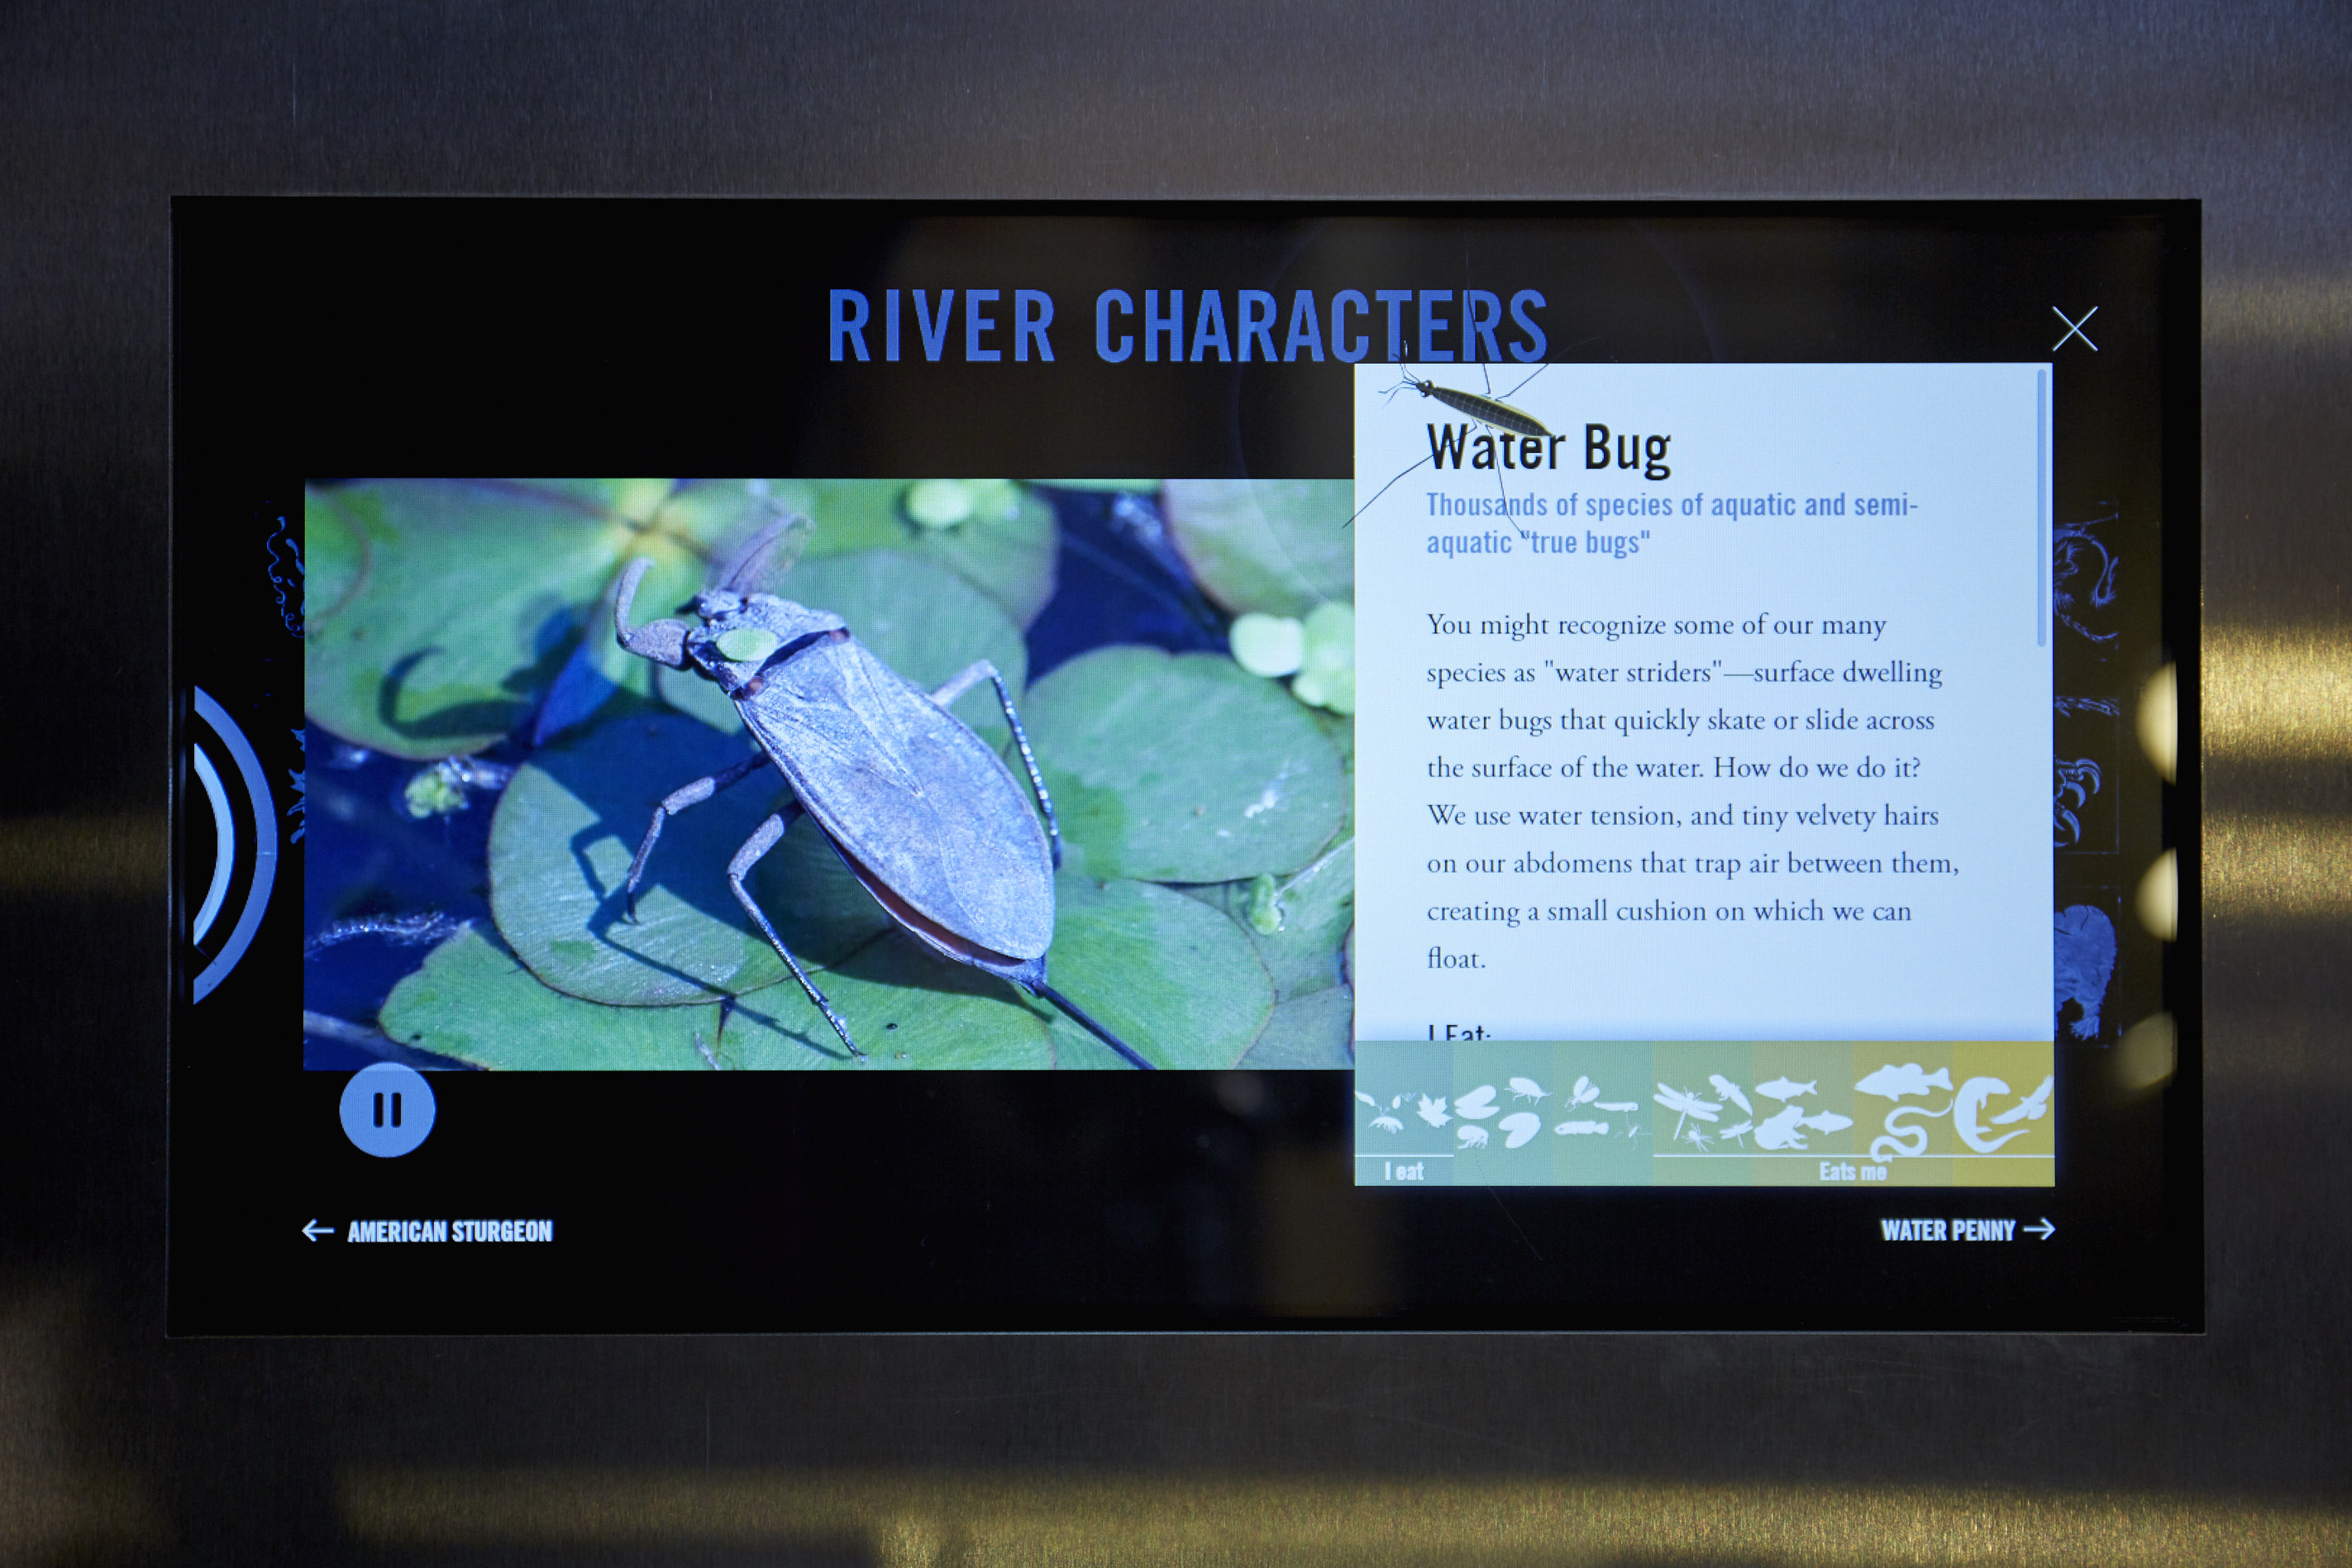 RIVER CHARACTERS
Water Bug
Thousands of species of aquatic and semi-
aquatic "true bugs"
You might recognize some of our many
species as "water striders"—surface dwelling
water bugs that quickly skate or slide across
the surface of the water. How do we do it?
We use water tension, and tiny velvety hairs
on our abdomens that trap air between them,
creating a small cushion on which we can
float.
I Eat:
I eat
Eats me
← AMERICAN STURGEON
WATER PENNY →